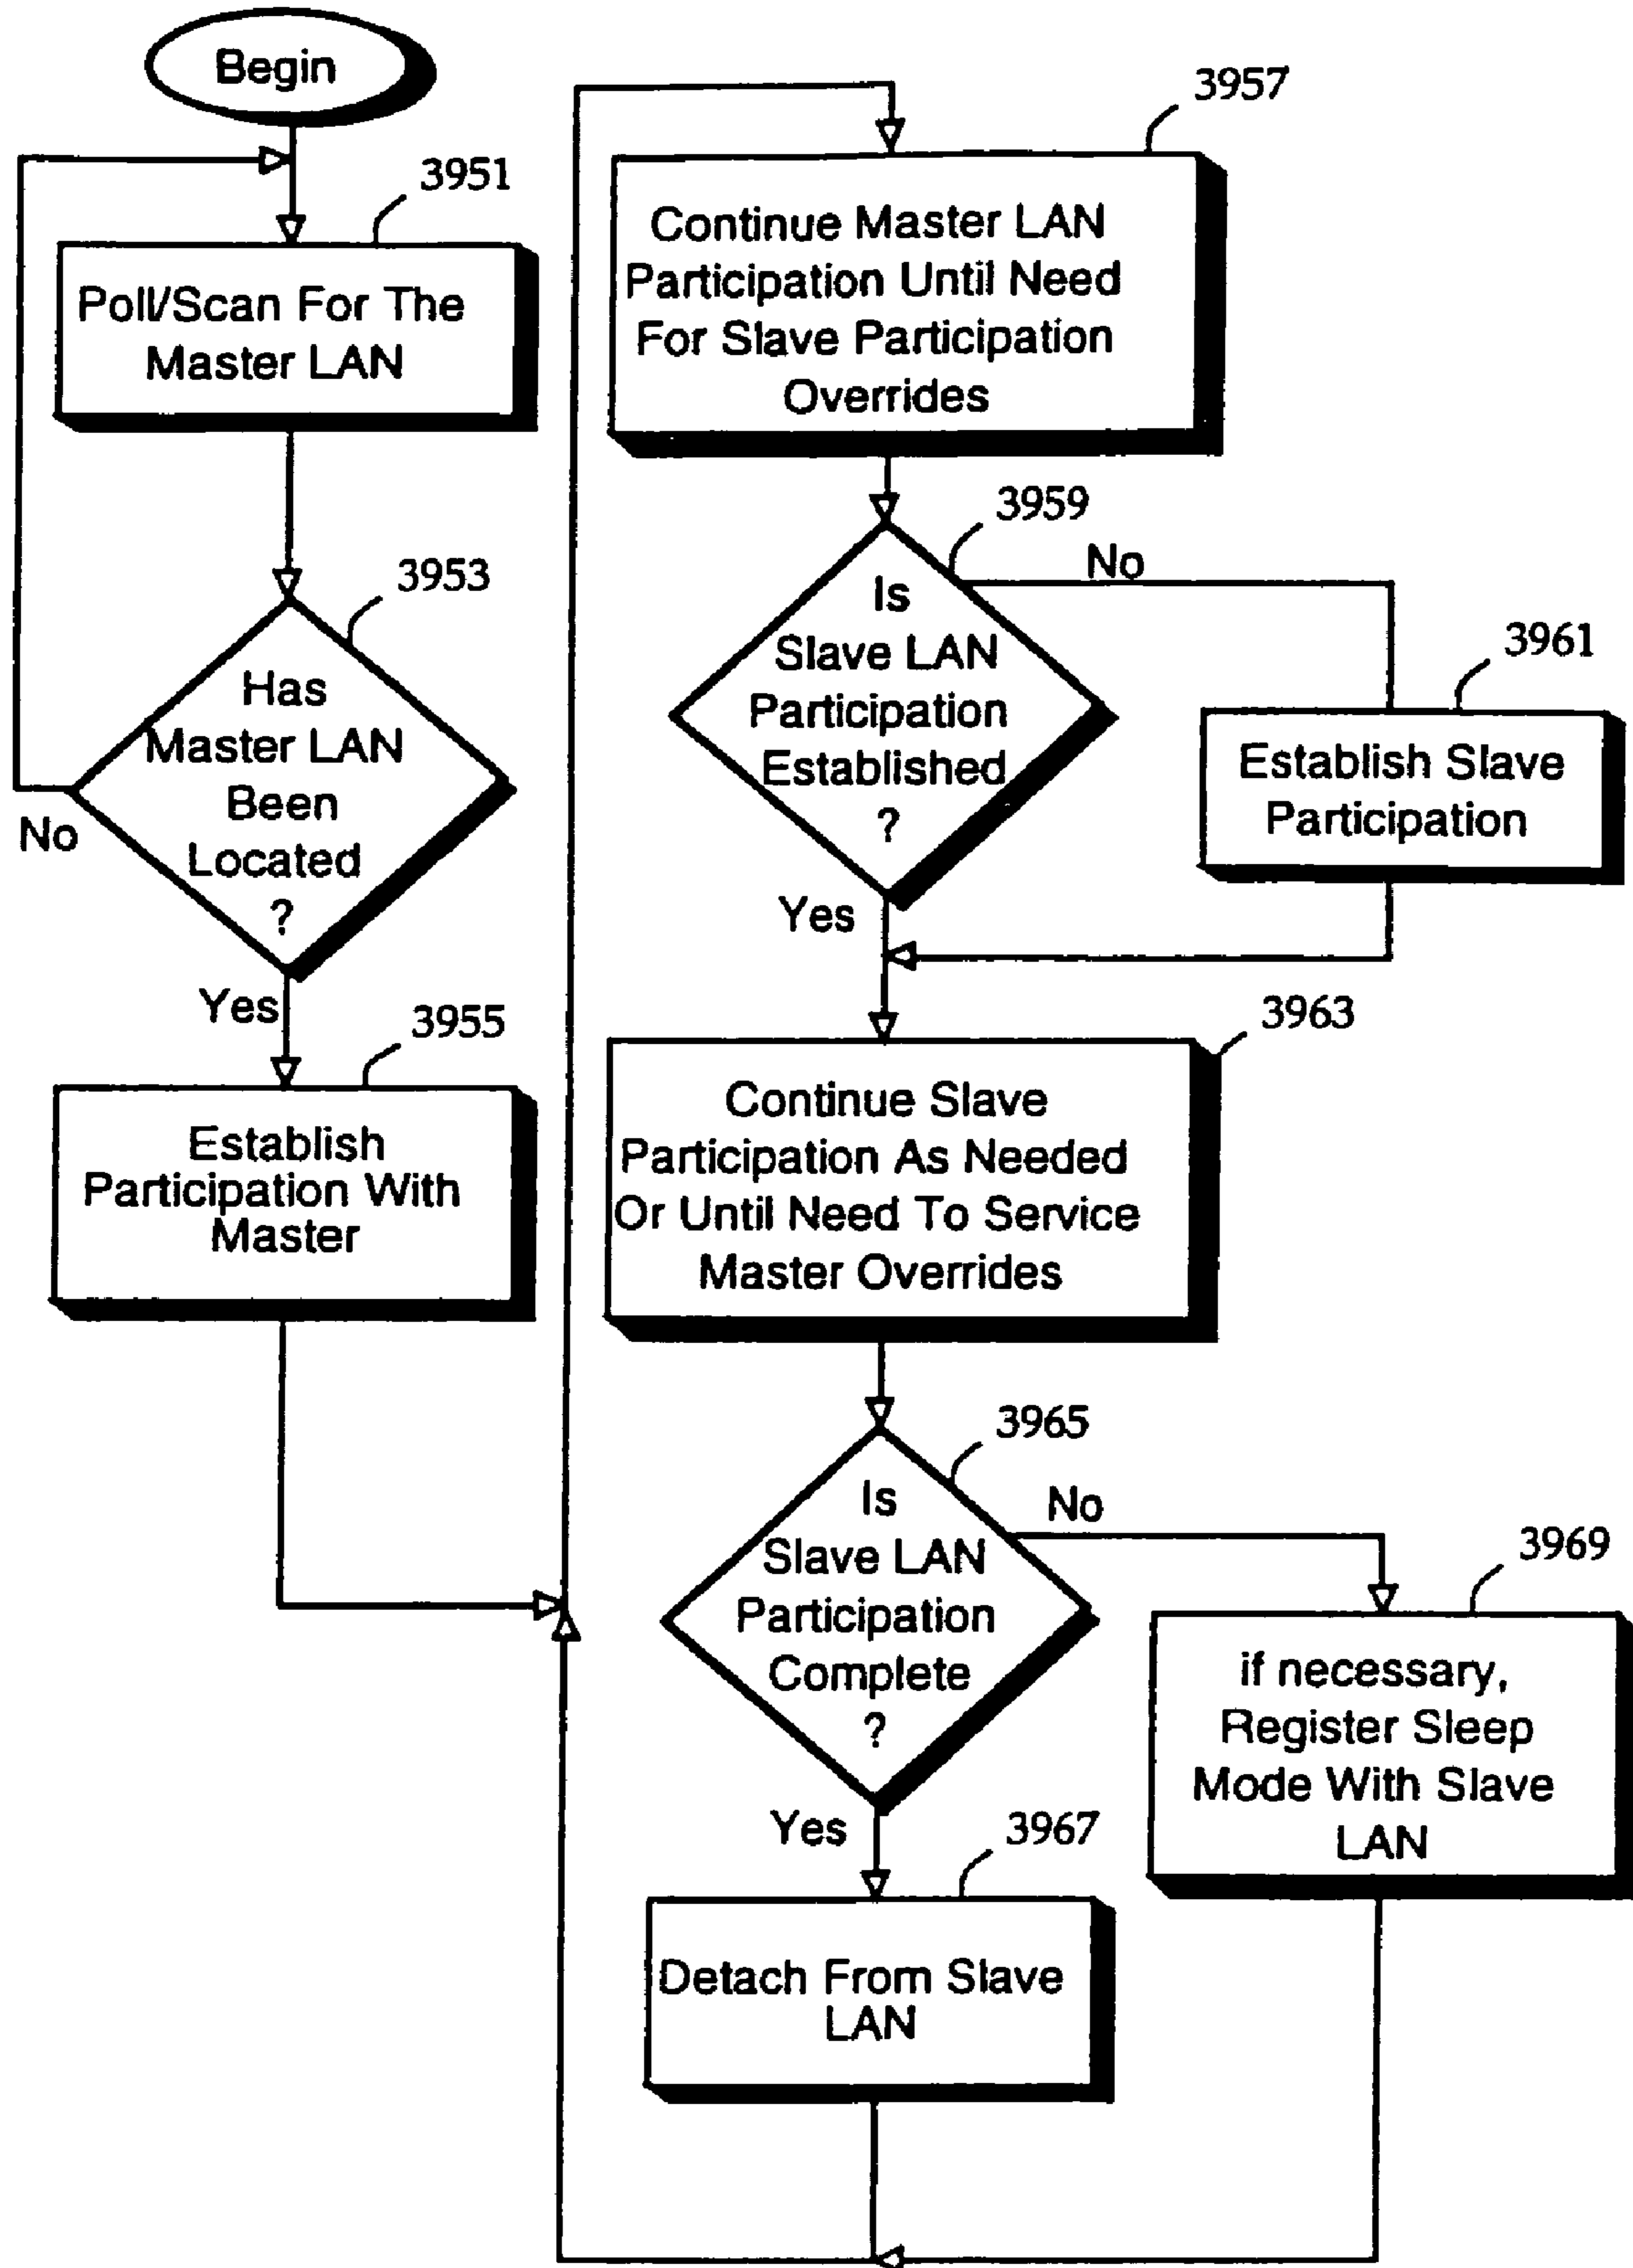 Begin
3951
Poll/Scan For The
Master LAN
3953
Has
Master LAN
Been
Located
?
No
Yes
3955
Establish
Participation With
Master
3957
Continue Master LAN
Participation Until Need
For Slave Participation
Overrides
3959
Is
Slave LAN
Participation
Established
?
No
3961
Establish Slave
Participation
Yes
3963
Continue Slave
Participation As Needed
Or Until Need To Service
Master Overrides
3965
Is
Slave LAN
Participation
Complete
?
No
3969
if necessary,
Register Sleep
Mode With Slave
LAN
Yes
3967
Detach From Slave
LAN